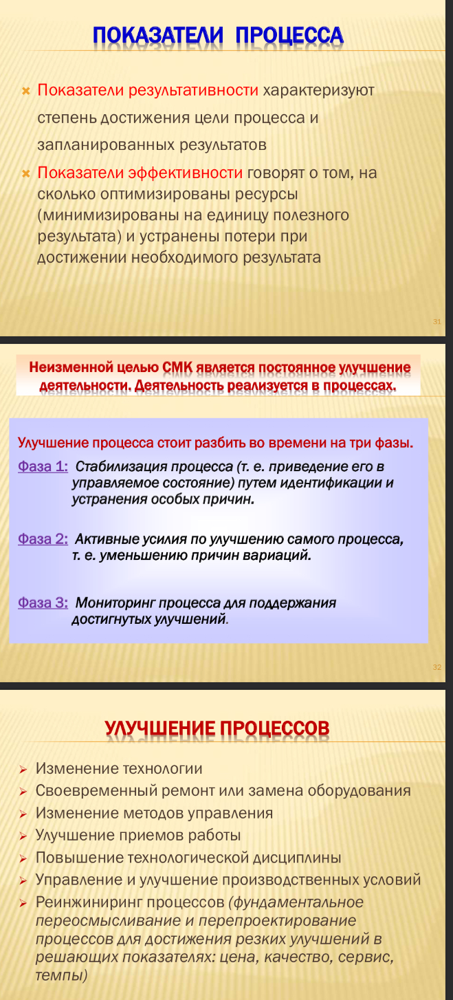 ПОКАЗАТЕЛИ ПРОЦЕССА
Показатели результативности характеризуют
степень достижения цели процесса и
запланированных результатов
Показатели эффективности говорят о том, на
сколько оптимизированы ресурсы
(минимизированы на единицу полезного
результата) и устранены потери при
достижении необходимого результата
31
Неизменной целью СМК является постоянное улучшение
деятельности. Деятельность реализуется в процессах.
Улучшение процесса стоит разбить во времени на три фазы.
Фаза 1: Стабилизация процесса (т. е. приведение его в
управляемое состояние) путем идентификации и
устранения особых причин.
Фаза 2: Активные усилия по улучшению самого процесса,
т. е. уменьшению причин вариаций.
Фаза 3: Мониторинг процесса для поддержания
достигнутых улучшений.
32
УЛУЧШЕНИЕ ПРОЦЕССОВ
Изменение технологии
Своевременный ремонт или замена оборудования
Изменение методов управления
Улучшение приемов работы
Повышение технологической дисциплины
Управление и улучшение производственных условий
Реинжиниринг процессов (фундаментальное
переосмысливание и перепроектирование
процессов для достижения резких улучшений в
решающих показателях: цена, качество, сервис,
темпы)